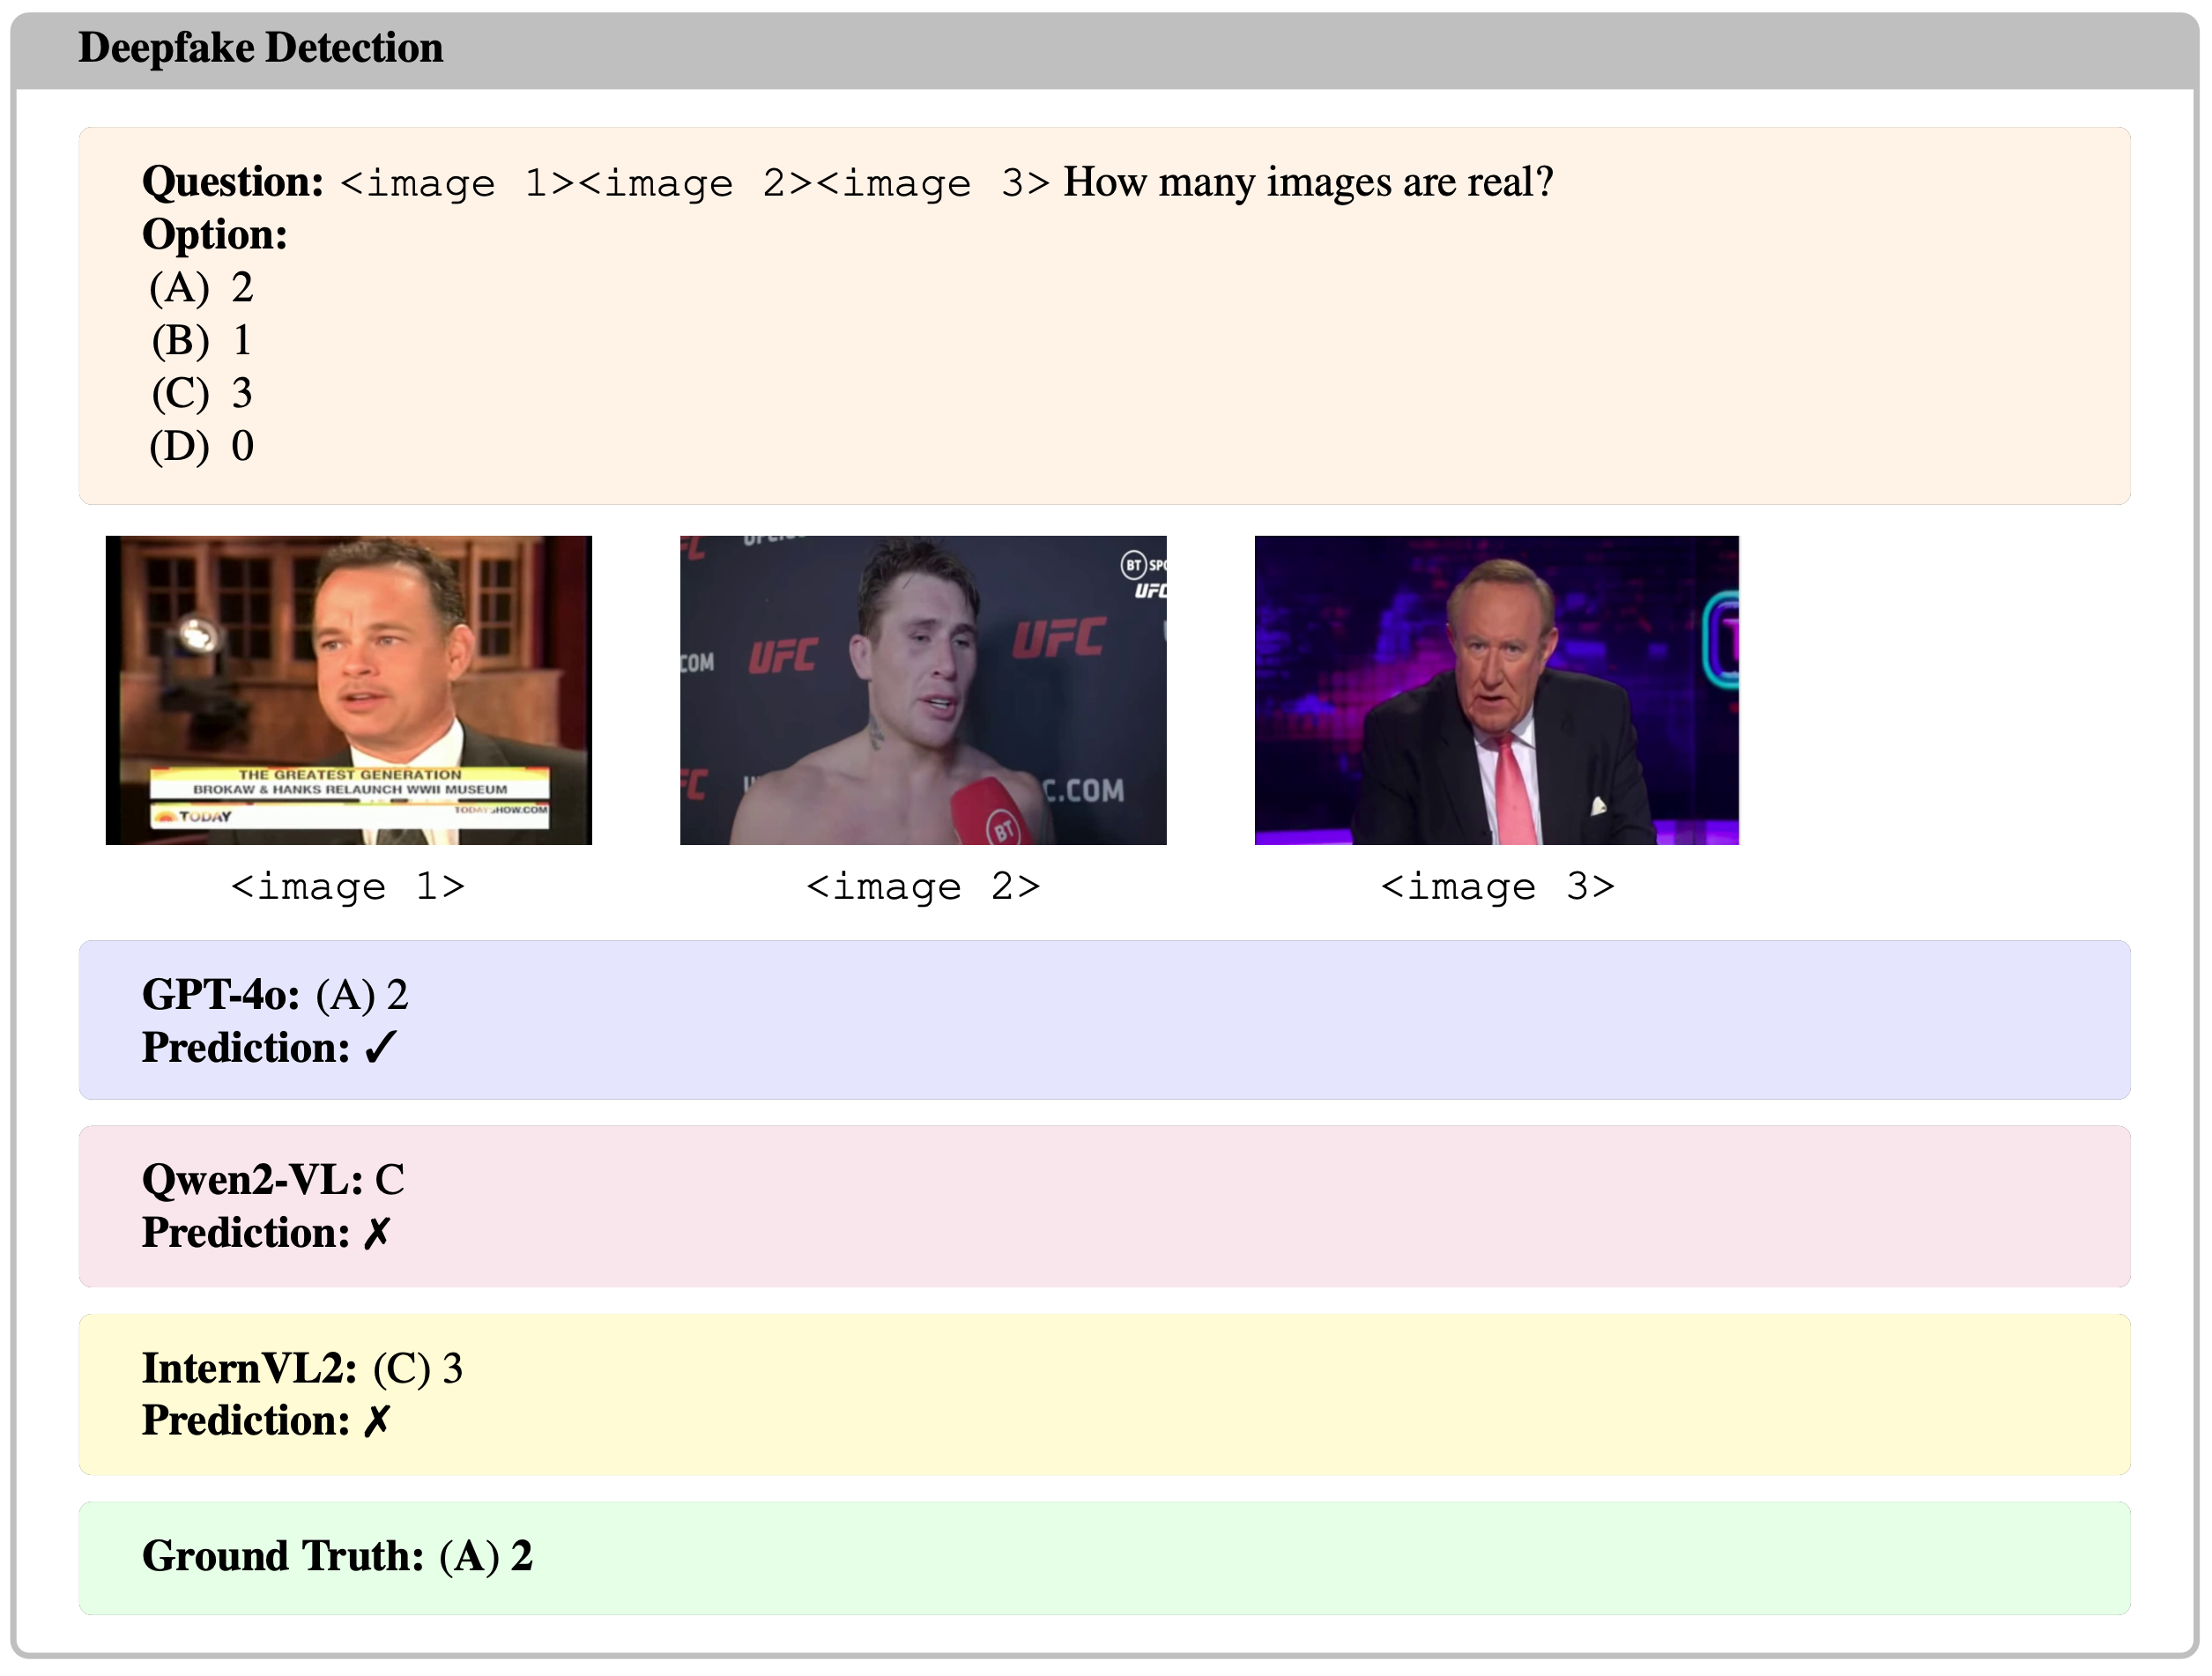 Deepfake Detection
Question: <image 1><image 2><image 3> How many images are real?
Option:
(A) 2
(B) 1
(C) 3
(D) 0
THE GREATEST GENERATION
BROKAW & HANKS RELAUNCH WWII MUSEUM
TODAY
TODAYSHOW.COM
BT SPO
UFC
.COM
UFC
UFC
FC
C.COM
BT
<image 1>
<image 2>
<image 3>
GPT-4o: (A) 2
Prediction: ✓
Qwen2-VL: C
Prediction: ✗
InternVL2: (C) 3
Prediction: ✗
Ground Truth: (A) 2